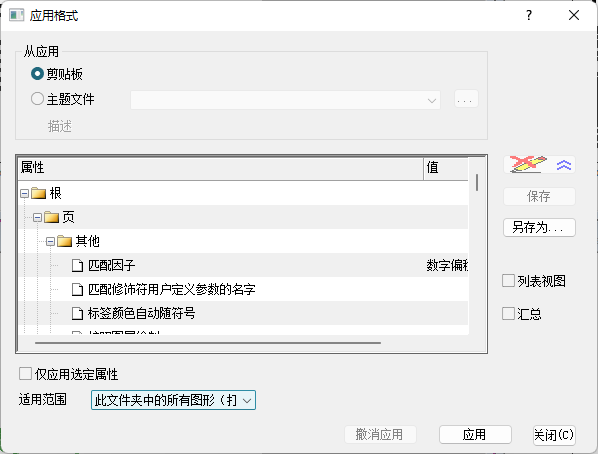 应用格式
从应用
剪贴板
主题文件
...
描述
属性 值
根
页
其他
匹配因子 数字偏移
匹配修饰符用户定义参数的名字
标签颜色自动随符号
保存
另存为...
列表视图
汇总
仅应用选定属性
适用范围 此文件夹中的所有图形（打
撤消应用 应用 关闭(C)